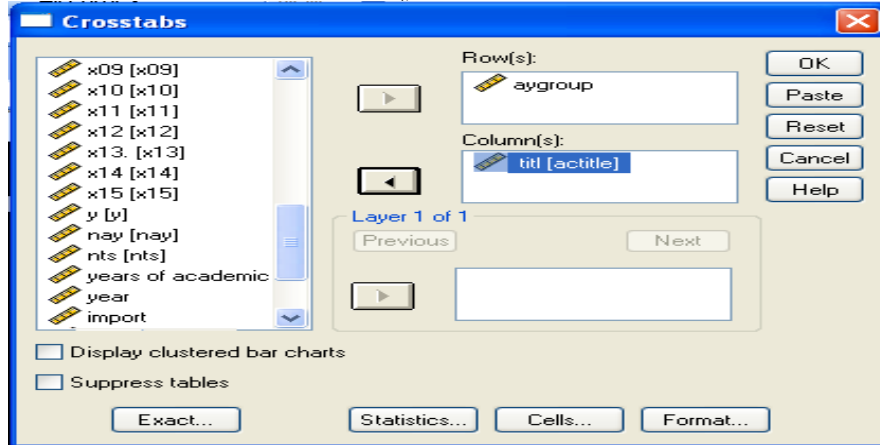 Crosstabs
x09 [x09]
x10 [x10]
x11 [x11]
x12 [x12]
x13. [x13]
x14 [x14]
x15 [x15]
y [y]
nay [nay]
nts [nts]
years of academic
year
import
Row(s):
aygroup
Column(s):
titl [actitle]
Layer 1 of 1
Previous
Next
OK
Paste
Reset
Cancel
Help
Display clustered bar charts
Suppress tables
Exact...
Statistics...
Cells...
Format...